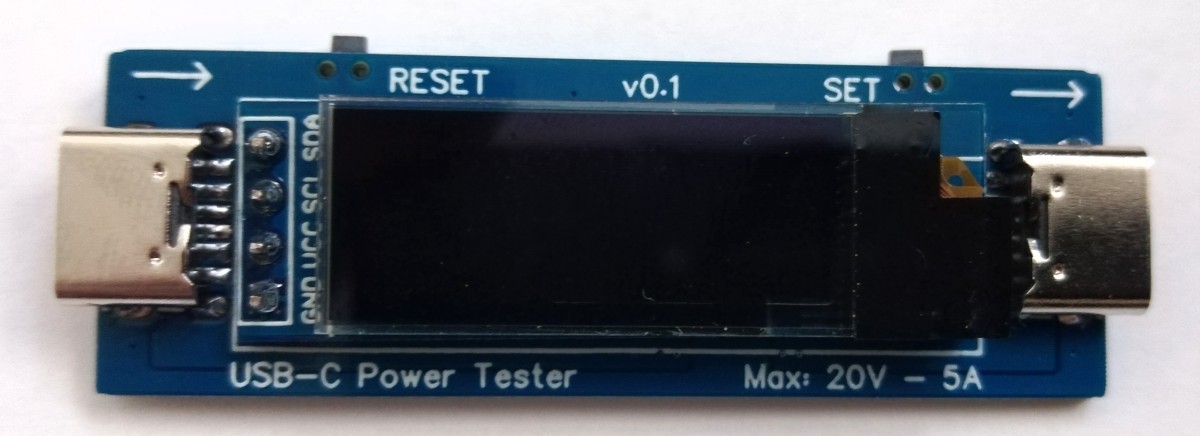 RESET
v0.1
SET
GND VCC SCL SDA
USB-C Power Tester
Max: 20V - 5A